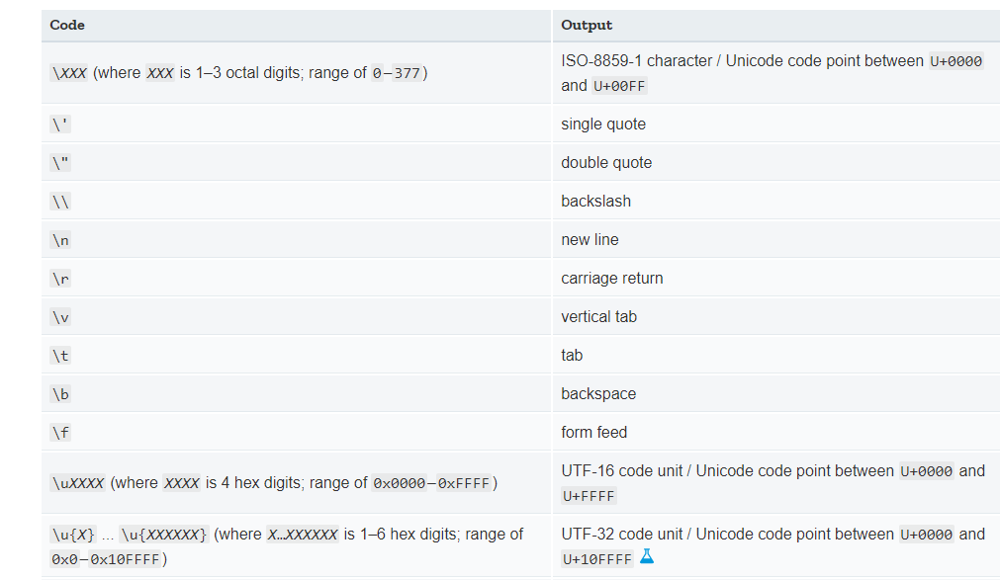 Code Output
\XXX (where XXX is 1–3 octal digits; range of 0–377) ISO-8859-1 character / Unicode code point between U+0000
and U+00FF
\' single quote
\" double quote
\\ backslash
\n new line
\r carriage return
\v vertical tab
\t tab
\b backspace
\f form feed
\uXXXX (where XXXX is 4 hex digits; range of 0x0000–0xFFFF) UTF-16 code unit / Unicode code point between U+0000 and
U+FFFF
\u{X} ... \u{XXXXXX} (where X…XXXXXX is 1–6 hex digits; range of
0x0–0x10FFFF) UTF-32 code unit / Unicode code point between U+0000 and
U+10FFFF